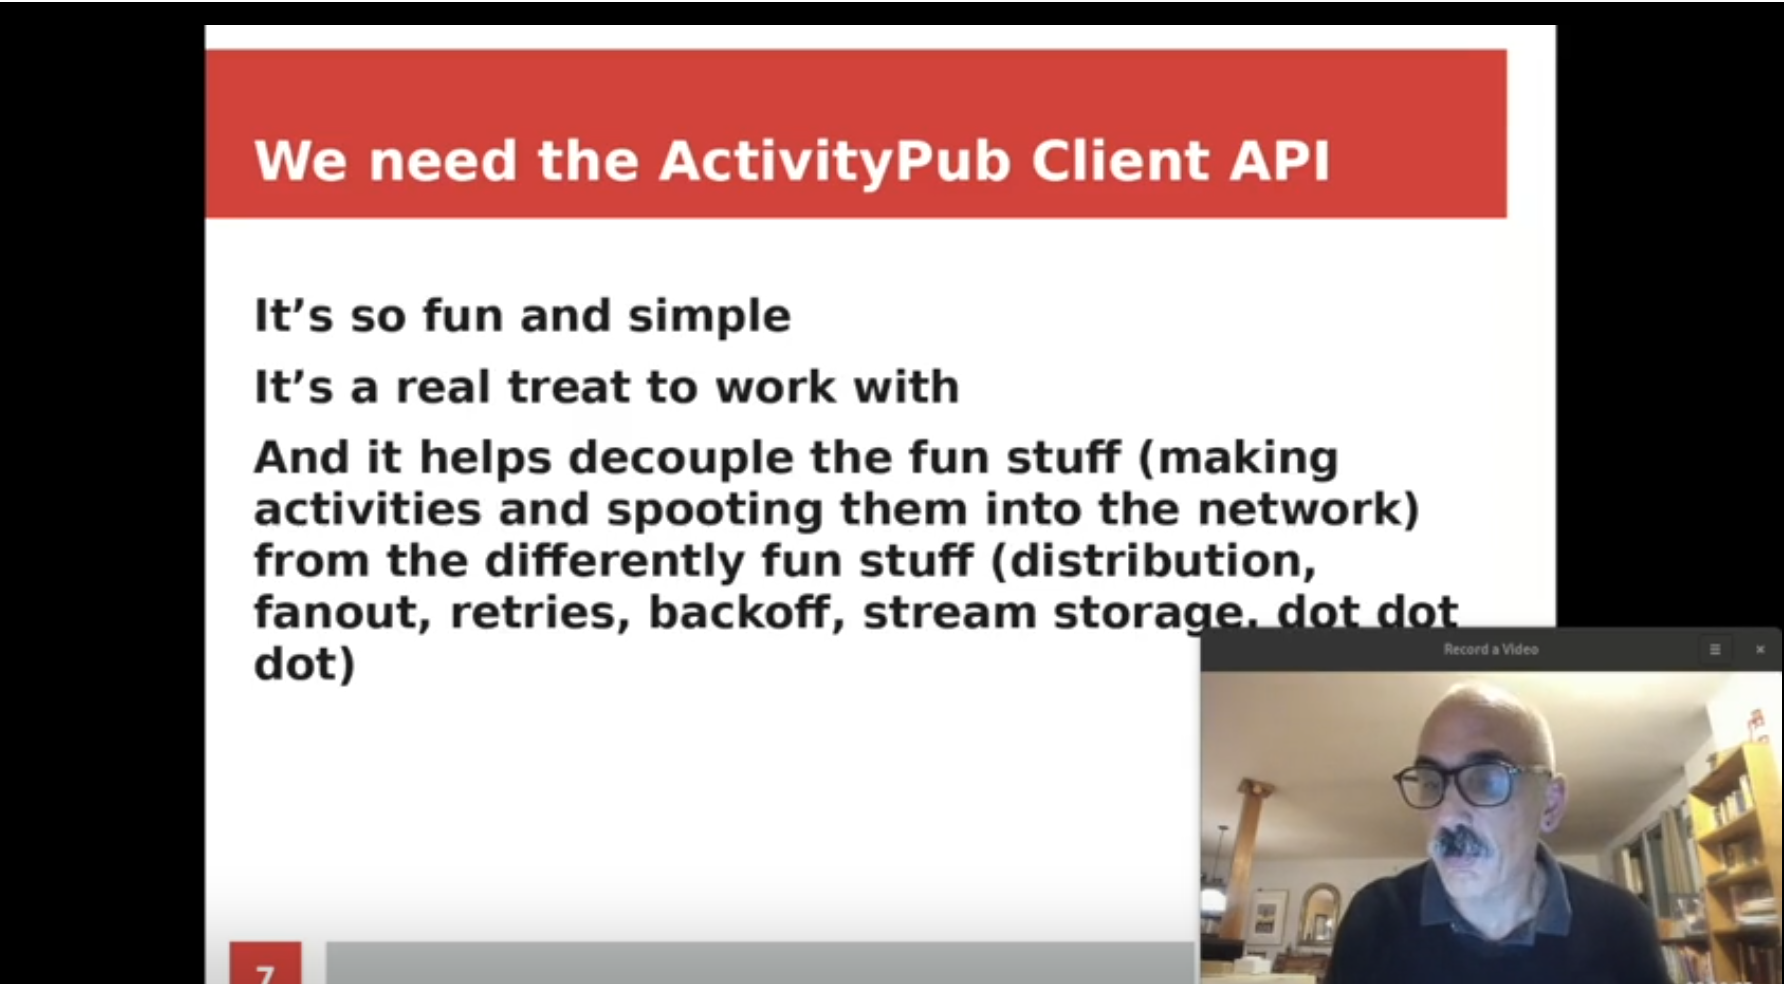 We need the ActivityPub Client API
It’s so fun and simple
It’s a real treat to work with
And it helps decouple the fun stuff (making
activities and spooting them into the network)
from the differently fun stuff (distribution,
fanout, retries, backoff, stream storage, dot dot
dot)
Record a Video
7